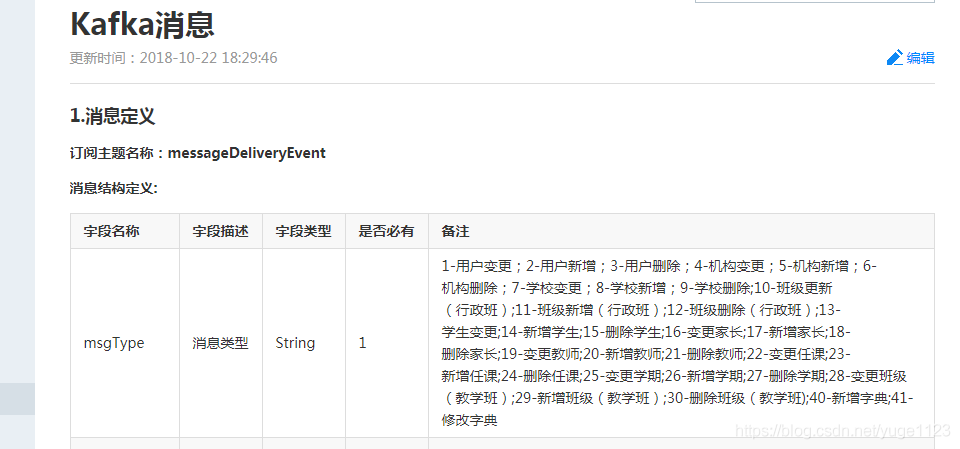 Kafka消息
更新时间：2018-10-22 18:29:46
编辑
1.消息定义
订阅主题名称：messageDeliveryEvent
消息结构定义:
字段名称 字段描述 字段类型 是否必有 备注
1-用户变更；2-用户新增；3-用户删除；4-机构变更；5-机构新增；6-
机构删除；7-学校变更；8-学校新增；9-学校删除;10-班级更新
（行政班）;11-班级新增（行政班）;12-班级删除（行政班）;13-
学生变更;14-新增学生;15-删除学生;16-变更家长;17-新增家长;18-
msgType 消息类型 String 1
删除家长;19-变更教师;20-新增教师;21-删除教师;22-变更任课;23-
新增任课;24-删除任课;25-变更学期;26-新增学期;27-删除学期;28-变更班级
（教学班）;29-新增班级（教学班）;30-删除班级（教学班);40-新增字典;41-
修改字典
https://blog.csdn.net/yuge1123